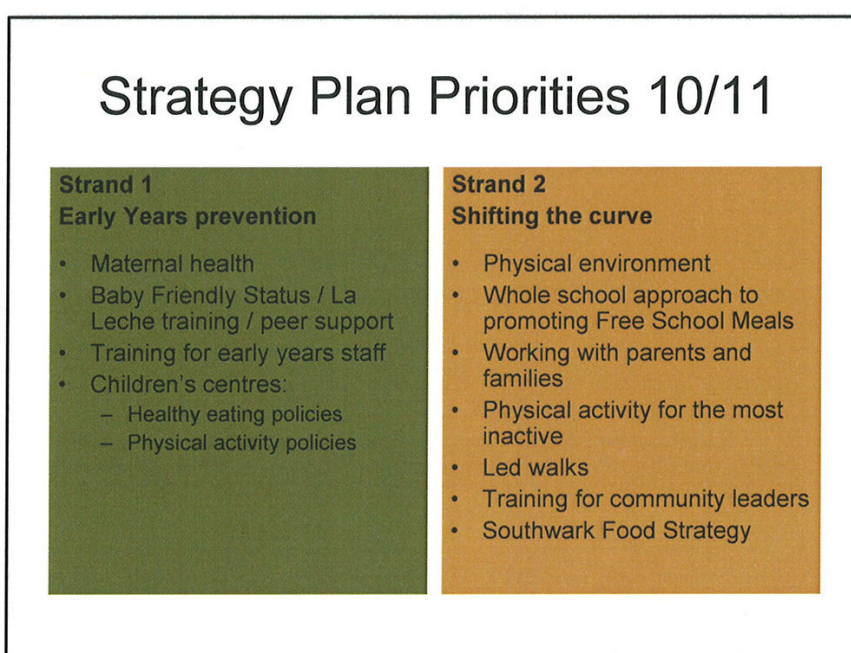 Strategy Plan Priorities 10/11
Strand 1
Early Years prevention
• Maternal health
• Baby Friendly Status / La
Leche training / peer support
• Training for early years staff
• Children's centres:
– Healthy eating policies
– Physical activity policies
Strand 2
Shifting the curve
• Physical environment
• Whole school approach to
promoting Free School Meals
• Working with parents and
families
• Physical activity for the most
inactive
• Led walks
• Training for community leaders
• Southwark Food Strategy